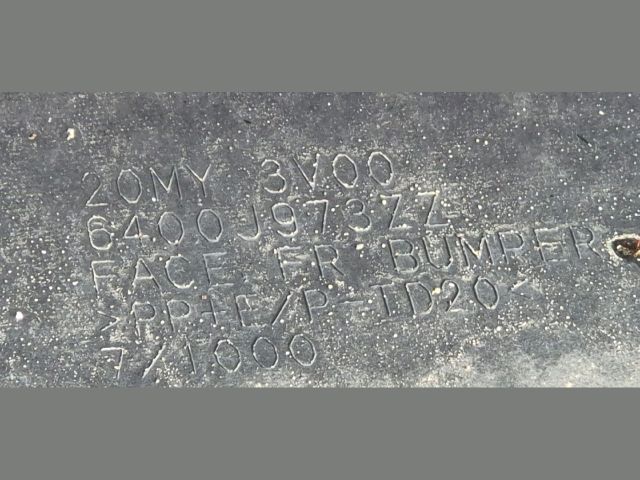 20MY 3V00
6400J973ZZ
FACE, FR BUMPER
>PP+E/P-TD20<
7/1000